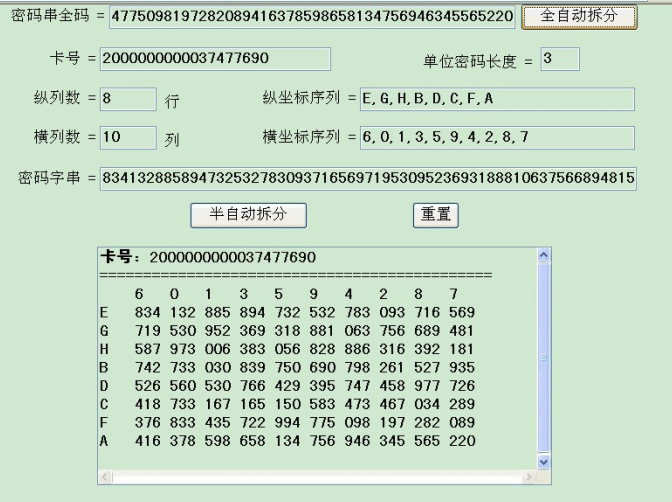 密码串全码 = 477509819728208941637859865813475694634556​5220 全自动拆分
卡号 = 2000000000037477690 单位密码长度 = 3
纵列数 = 8 行 纵坐标序列 = E,G,H,B,D,C,F,A
横列数 = 10 列 横坐标序列 = 6,0,1,3,5,9,4,2,8,7
密码字串 = 834132885894732532783093716569719530952369318881063756689​4815
半自动拆分 重置
卡号：2000000000037477690
=============================================
6 0 1 3 5 9 4 2 8 7
E 834 132 885 894 732 532 783 093 716 569
G 719 530 952 369 318 881 063 756 689 481
H 587 973 006 383 056 828 886 316 392 181
B 742 733 030 839 750 690 798 261 527 935
D 526 560 530 766 429 395 747 458 977 726
C 418 733 167 165 150 583 473 467 034 289
F 376 833 435 722 994 775 098 197 282 089
A 416 378 598 658 134 756 946 345 565 220